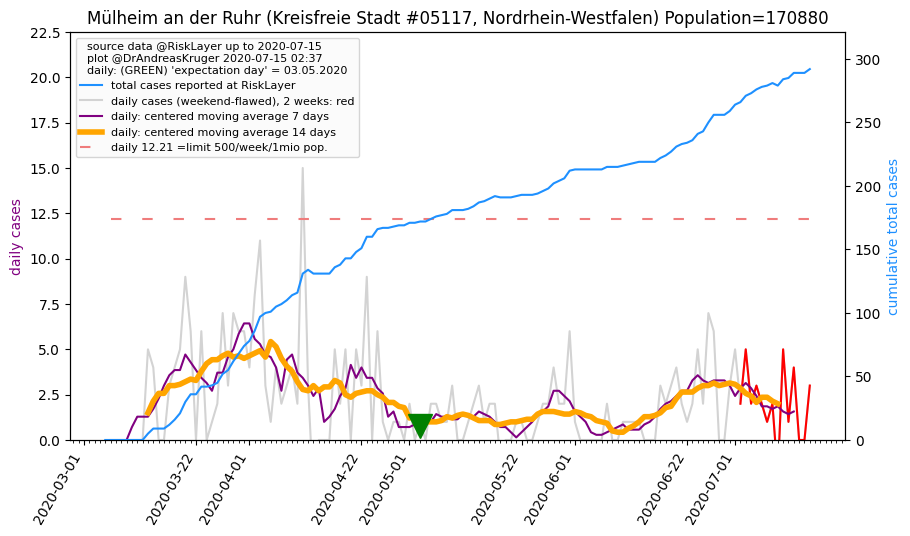 Mülheim an der Ruhr (Kreisfreie Stadt #05117, Nordrhein-Westfalen) Population=170880
source data @RiskLayer up to 2020-07-15
plot @DrAndreasKruger 2020-07-15 02:37
daily: (GREEN) 'expectation day' = 03.05.2020
total cases reported at RiskLayer
daily cases (weekend-flawed), 2 weeks: red
daily: centered moving average 7 days
daily: centered moving average 14 days
daily 12.21 =limit 500/week/1mio pop.
daily cases
22.5
20.0
17.5
15.0
12.5
10.0
7.5
5.0
2.5
0.0
300
250
200
150
100
50
0
cumulative total cases
2020-03-01
2020-03-22
2020-04-01
2020-04-22
2020-05-01
2020-05-22
2020-06-01
2020-06-22
2020-07-01